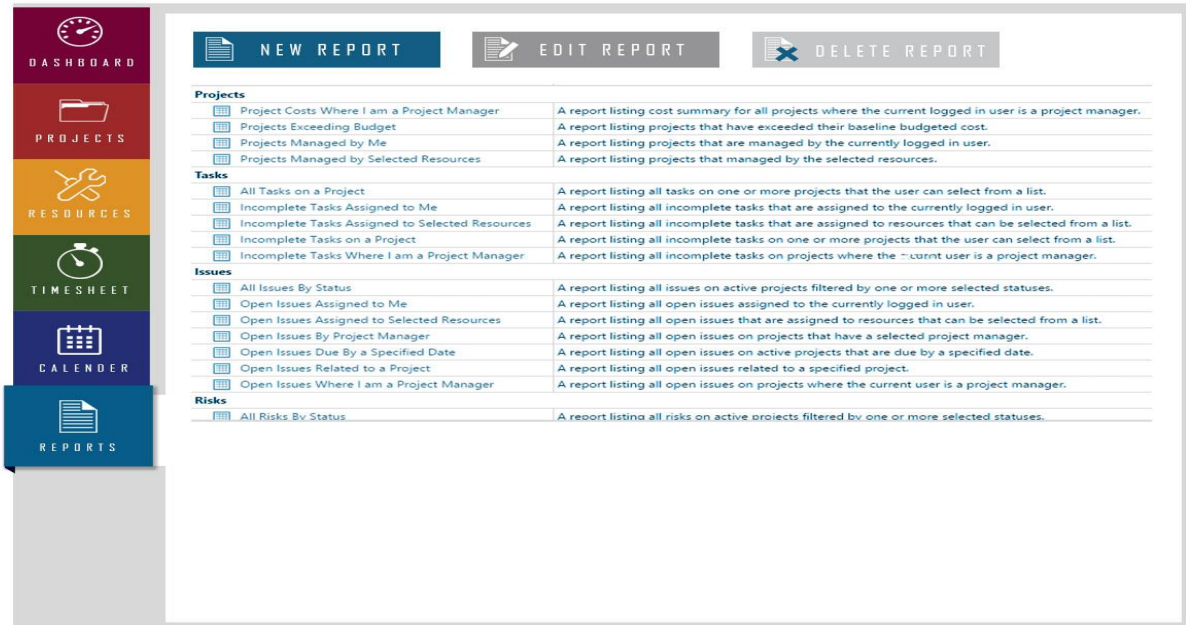 DASHBOARD
PROJECTS
RESOURCES
TIMESHEET
CALENDER
REPORTS
NEW REPORT
EDIT REPORT
DELETE REPORT
Projects
Project Costs Where I am a Project Manager A report listing cost summary for all projects where the current logged in user is a project manager.
Projects Exceeding Budget A report listing projects that have exceeded their baseline budgeted cost.
Projects Managed by Me A report listing projects that are managed by the currently logged in user.
Projects Managed by Selected Resources A report listing projects that managed by the selected resources.
Tasks
All Tasks on a Project A report listing all tasks on one or more projects that the user can select from a list.
Incomplete Tasks Assigned to Me A report listing all incomplete tasks that are assigned to the currently logged in user.
Incomplete Tasks Assigned to Selected Resources A report listing all incomplete tasks that are assigned to resources that can be selected from a list.
Incomplete Tasks on a Project A report listing all incomplete tasks on one or more projects that the user can select from a list.
Incomplete Tasks Where I am a Project Manager A report listing all incomplete tasks on projects where the user is a project manager.
Issues
All Issues By Status A report listing all issues on active projects filtered by one or more selected statuses.
Open Issues Assigned to Me A report listing all open issues assigned to the currently logged in user.
Open Issues Assigned to Selected Resources A report listing all open issues that are assigned to resources that can be selected from a list.
Open Issues By Project Manager A report listing all open issues on projects that have a selected project manager.
Open Issues Due By a Specified Date A report listing all open issues on active projects that are due by a specified date.
Open Issues Related to a Project A report listing all open issues related to a specified project.
Open Issues Where I am a Project Manager A report listing all open issues on projects where the current user is a project manager.
Risks
All Risks By Status A report listing all risks on active projects filtered by one or more selected statuses.